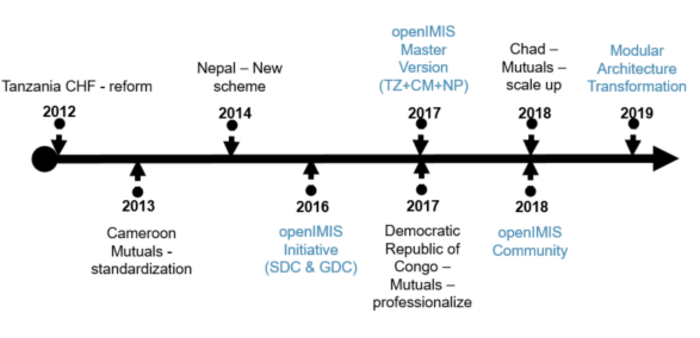 Tanzania CHF - reform
2012
Nepal – New
scheme
2014
openIMIS
Master
Version
(TZ+CM+NP)
2017
Chad –
Mutuals –
scale up
2018
Modular
Architecture
Transformation
2019
2013
Cameroon
Mutuals -
standardization
2016
openIMIS
Initiative
(SDC & GDC)
2017
Democratic
Republic of
Congo –
Mutuals –
professionalize
2018
openIMIS
Community